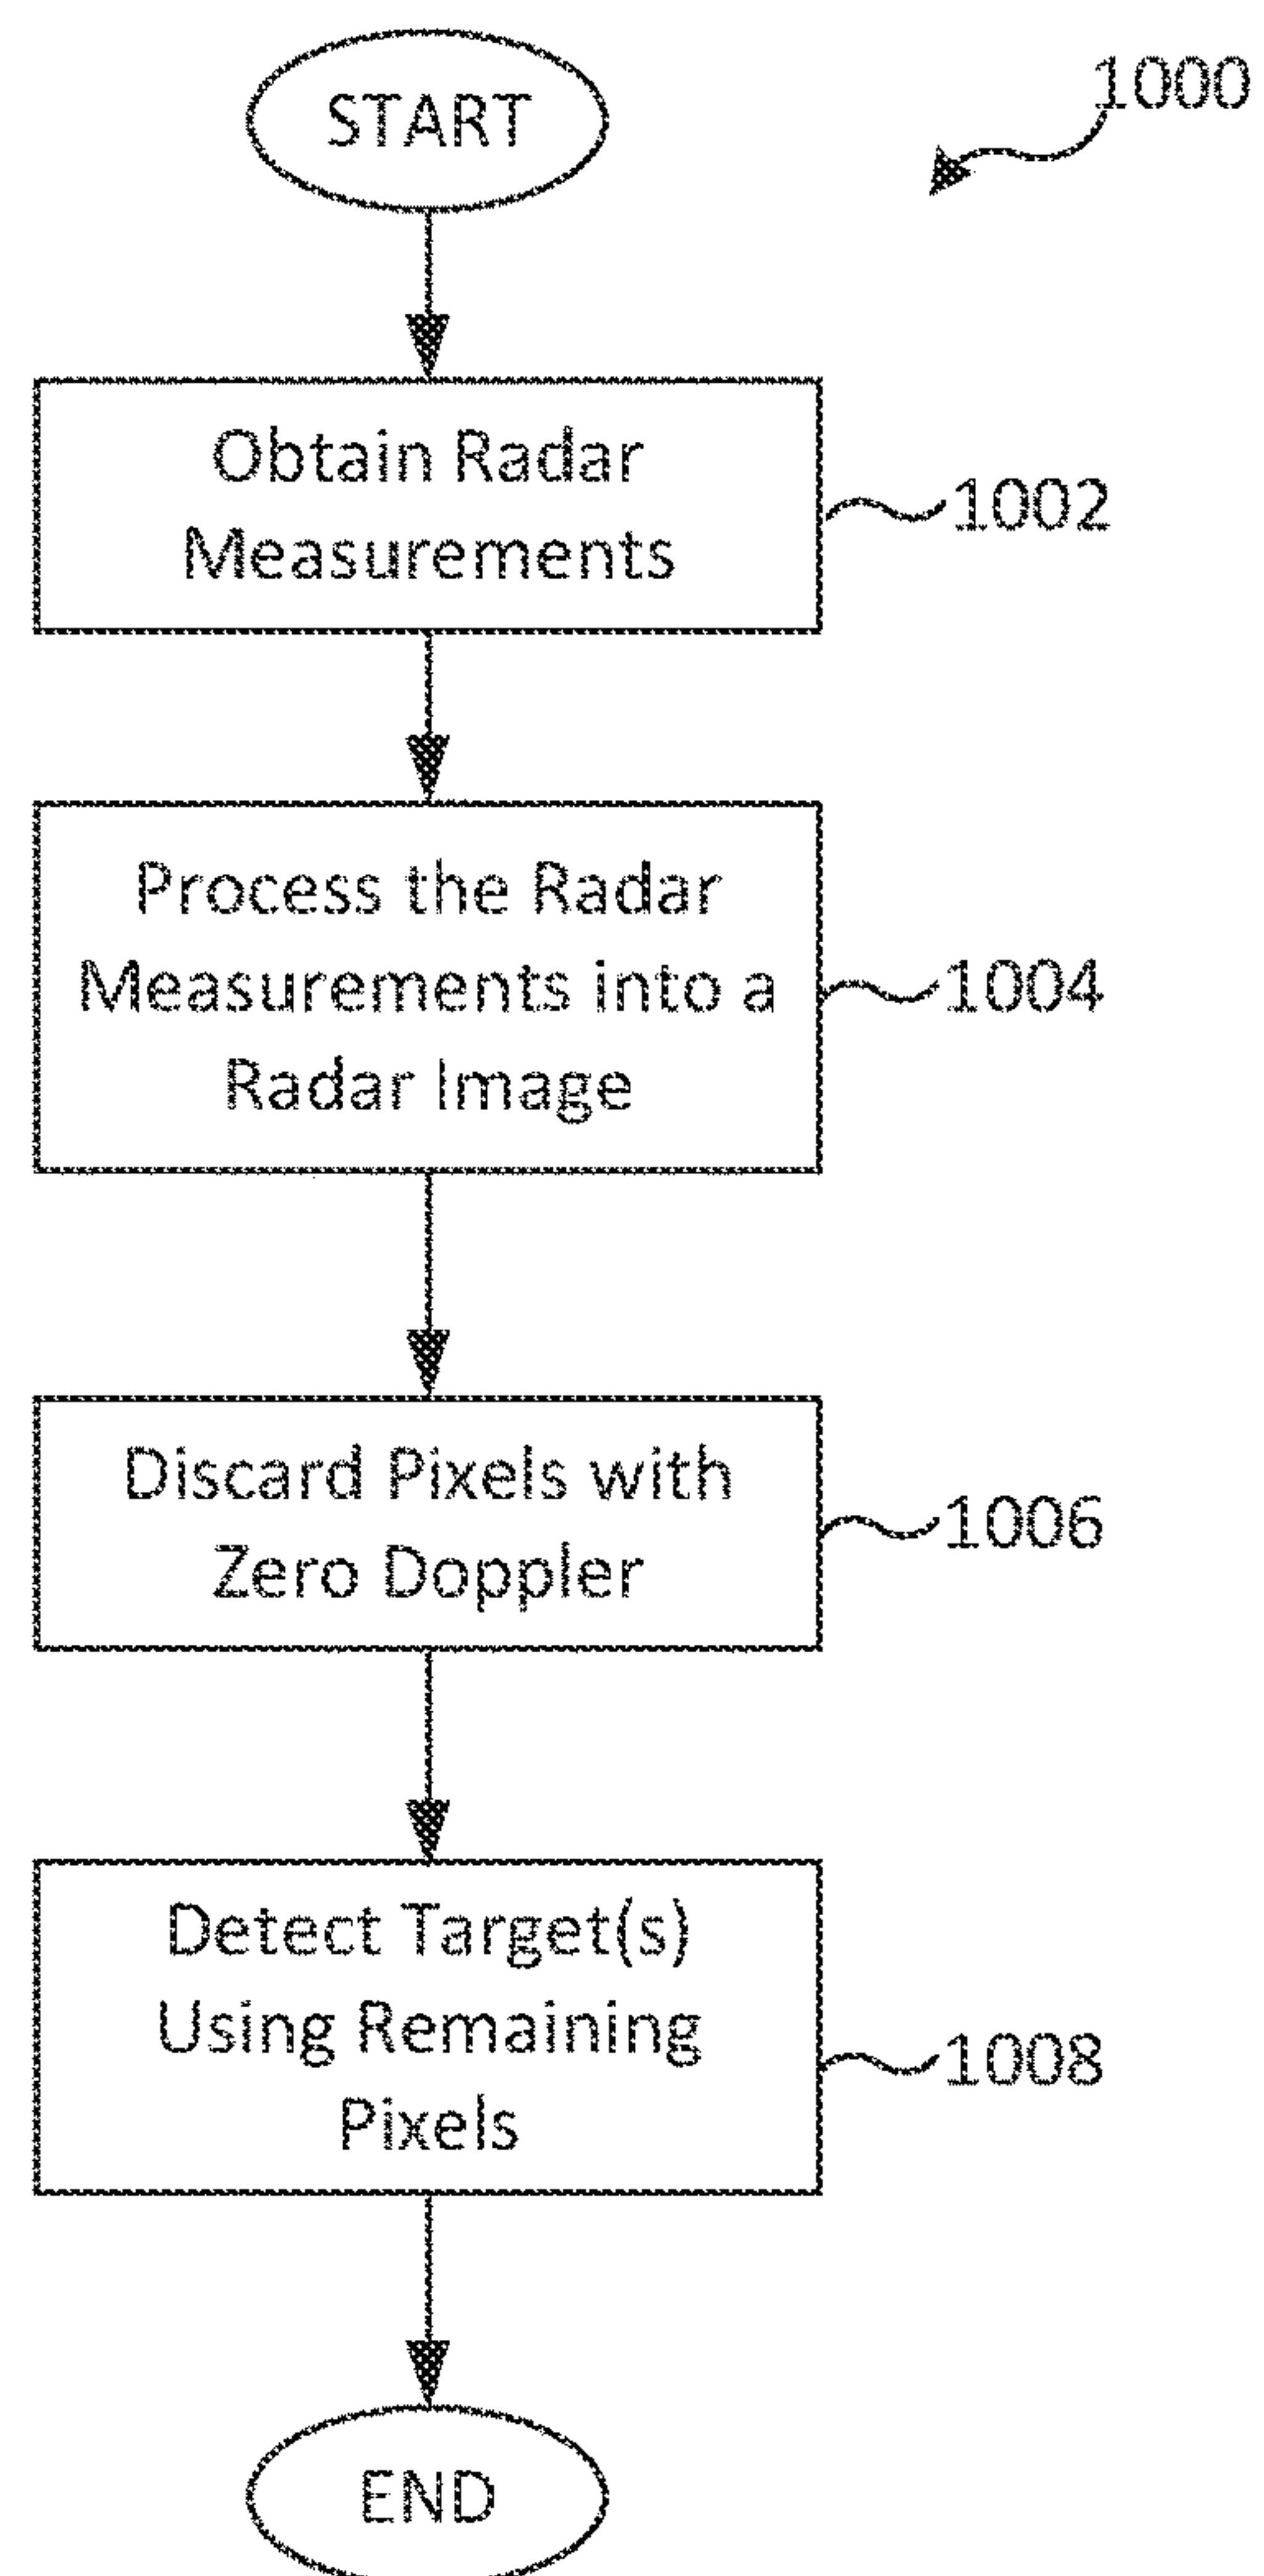 START
1000
Obtain Radar
Measurements
1002
Process the Radar
Measurements into a
Radar Image
1004
Discard Pixels with
Zero Doppler
1006
Detect Target(s)
Using Remaining
Pixels
1008
END